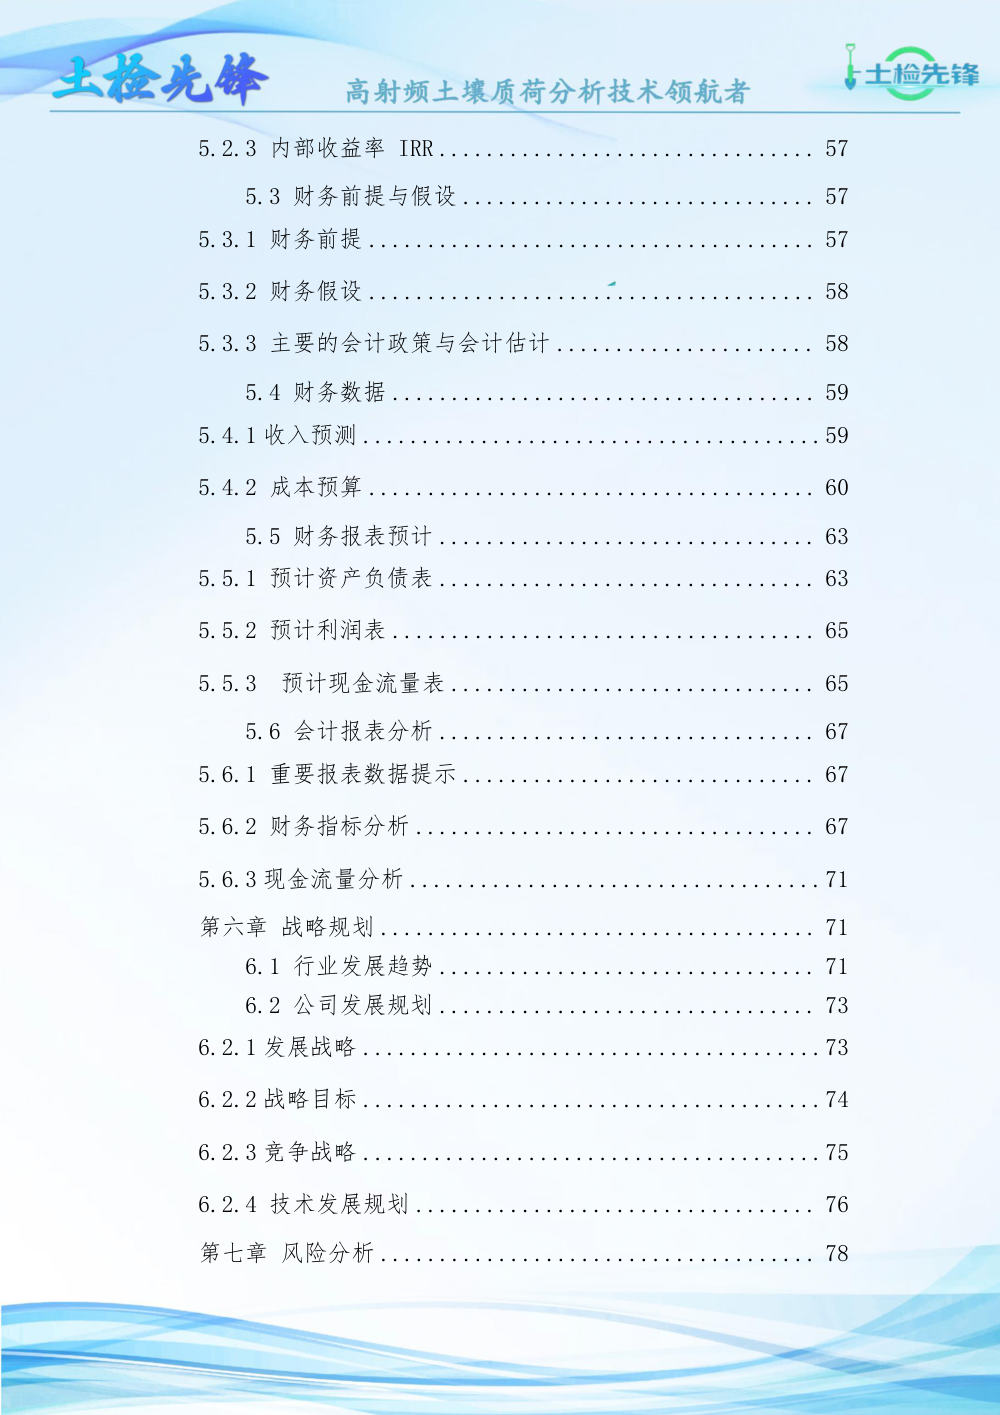 土检先锋
高射频土壤质荷分析技术领航者
土检先锋
5.2.3 内部收益率 IRR................................ 57
5.3 财务前提与假设.............................. 57
5.3.1 财务前提...................................... 57
5.3.2 财务假设...................................... 58
5.3.3 主要的会计政策与会计估计...................... 58
5.4 财务数据.................................... 59
5.4.1收入预测.......................................59
5.4.2 成本预算...................................... 60
5.5 财务报表预计................................ 63
5.5.1 预计资产负债表................................ 63
5.5.2 预计利润表.................................... 65
5.5.3  预计现金流量表............................... 65
5.6 会计报表分析................................ 67
5.6.1 重要报表数据提示.............................. 67
5.6.2 财务指标分析.................................. 67
5.6.3现金流量分析...................................71
第六章 战略规划..................................... 71
6.1 行业发展趋势................................ 71
6.2 公司发展规划................................ 73
6.2.1发展战略.......................................73
6.2.2战略目标.......................................74
6.2.3竞争战略.......................................75
6.2.4 技术发展规划.................................. 76
第七章 风险分析..................................... 78